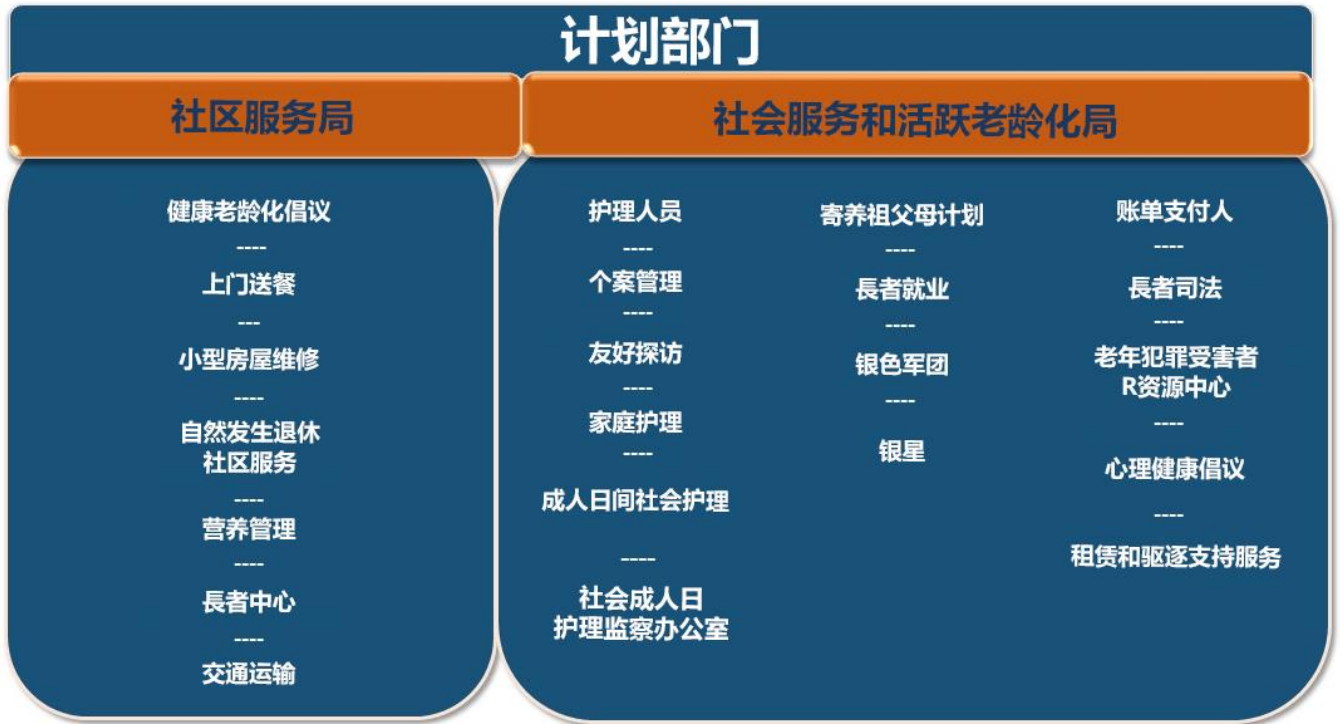 计划部门
社区服务局
健康老龄化倡议
----
上门送餐
---
小型房屋维修
----
自然发生退休
社区服务
----
营养管理
----
長者中心
----
交通运输
社会服务和活跃老龄化局
护理人员
----
个案管理
----
友好探访
----
家庭护理
----
成人日间社会护理
----
社会成人日
护理监察办公室
寄养祖父母计划
----
長者就业
----
银色军团
----
银星
账单支付人
----
長者司法
----
老年犯罪受害者
R资源中心
----
心理健康倡议
----
租赁和驱逐支持服务